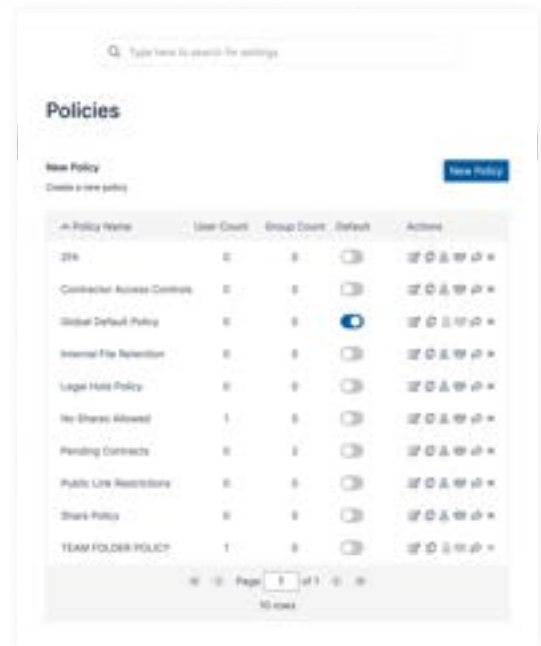 Type here to search for settings
Policies
New Policy
New Policy
Create a new policy
Policy Name User Count Group Count Default Actions
2FA 0 0
Contractor Access Controls 0 0
Global Default Policy 0 0
Internal File Retention 0 0
Legal Hold Policy 0 0
No Shares Allowed 1 0
Pending Contracts 0
Public Link Restrictions 0 0
Share Policy 0 0
TEAM FOLDER POLICY 1 0
Page 1 of 1
10 rows